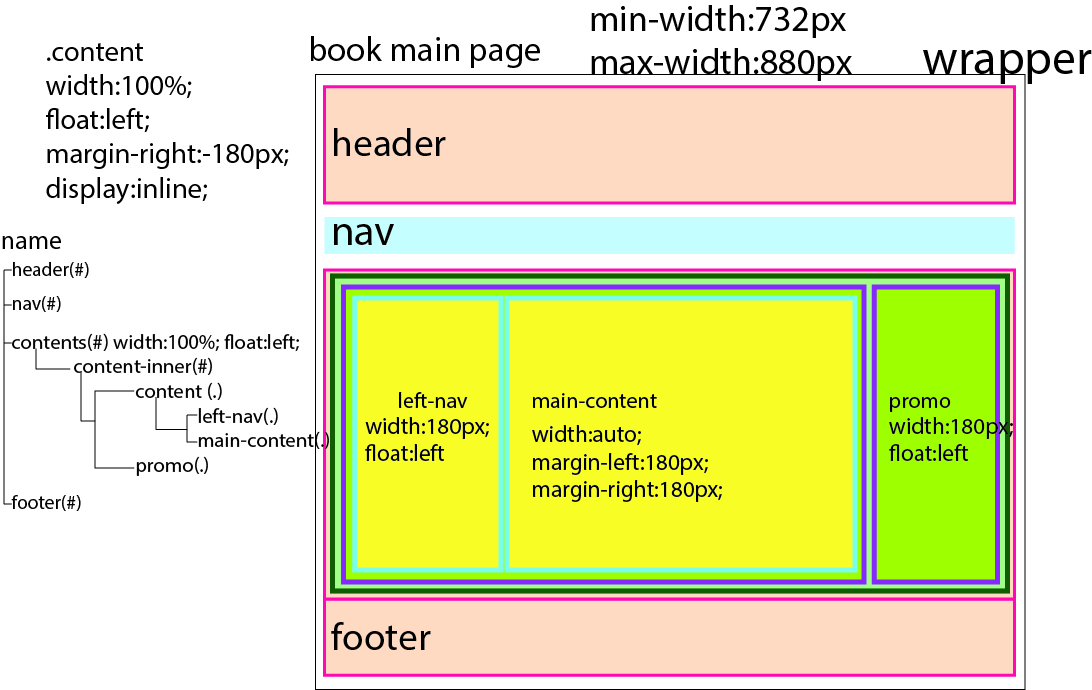 .content
width:100%;
float:left;
margin-right:-180px;
display:inline;
name
header(#)
nav(#)
contents(#) width:100%; float:left;
content-inner(#)
content (.)
left-nav(.)
main-content(.)
promo(.)
footer(#)
book main page
min-width:732px
max-width:880px
wrapper
header
nav
left-nav
width:180px;
float:left
main-content
width:auto;
margin-left:180px;
margin-right:180px;
promo
width:180px;
float:left
footer